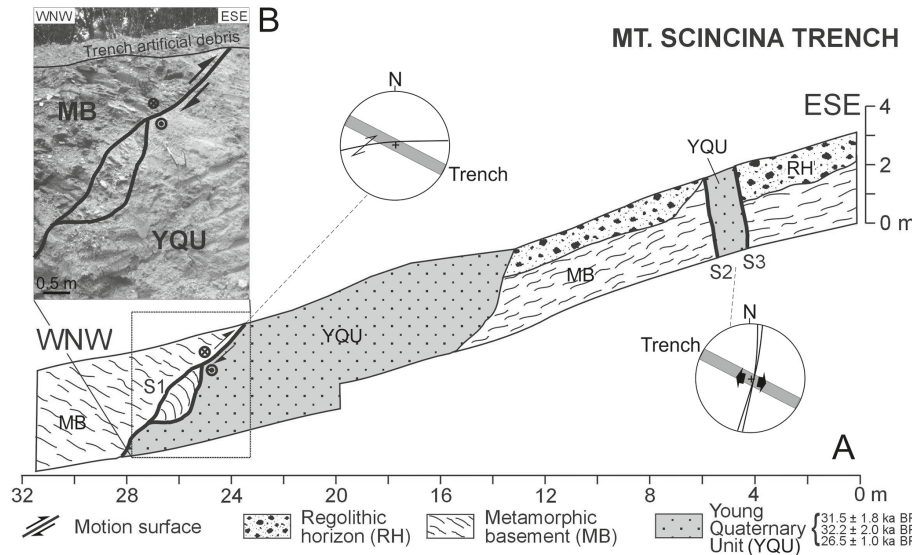 WNW
ESE
B
Trench artificial debris
MB
YQU
0,5 m
MT. SCINCINA TRENCH
N
Trench
ESE
4
2
0 m
YQU
RH
MB
S2
S3
N
Trench
WNW
S1
YQU
MB
A
32 28 24 20 16 12 8 4 0 m
Motion surface
Regolithic
horizon (RH)
Metamorphic
basement (MB)
Young
Quaternary
Unit (YQU)
31.5 ± 1.8 ka BP
32.2 ± 2.0 ka BP
26.5 ± 1.0 ka BP